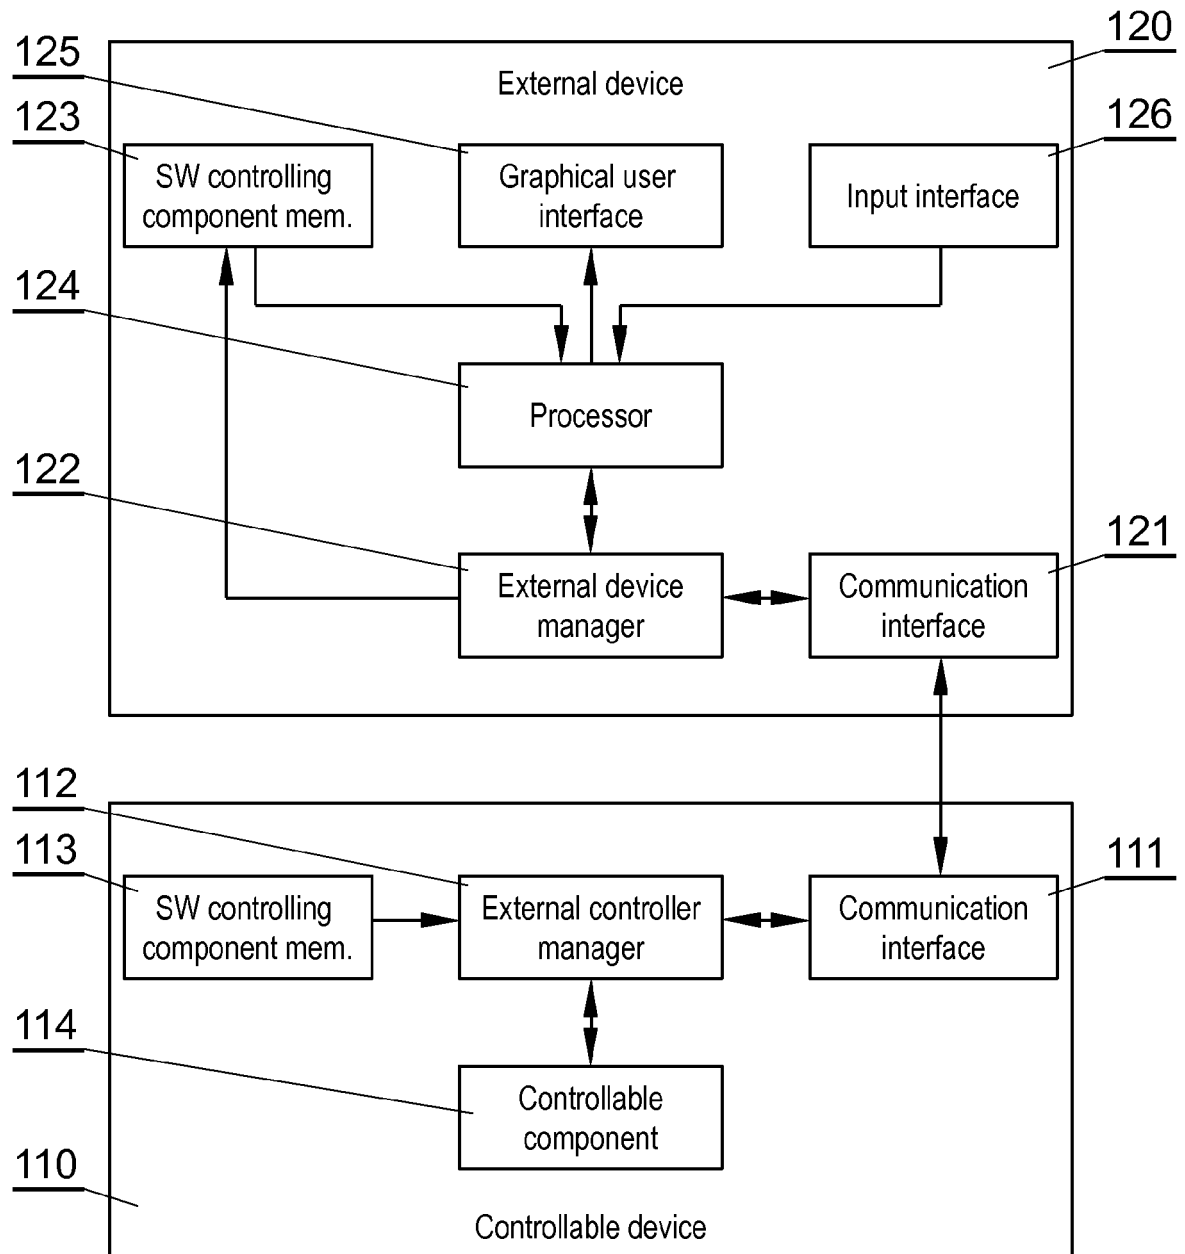 120
125
External device
123
126
SW controlling
component mem.
Graphical user
interface
Input interface
124
Processor
122
121
External device
manager
Communication
interface
112
113
111
SW controlling
component mem.
External controller
manager
Communication
interface
114
Controllable
component
110
Controllable device